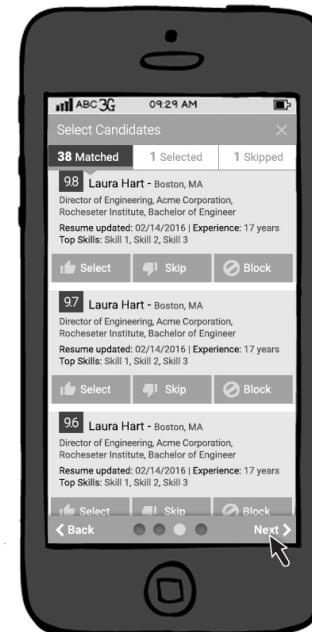 ABC 3G 09:29 AM
Select Candidates
38 Matched 1 Selected 1 Skipped
9.8 Laura Hart - Boston, MA
Director of Engineering, Acme Corporation,
Rocheseter Institute, Bachelor of Engineer
Resume updated: 02/14/2016 | Experience: 17 years
Top Skills: Skill 1, Skill 2, Skill 3
Select Skip Block
9.7 Laura Hart - Boston, MA
Director of Engineering, Acme Corporation,
Rocheseter Institute, Bachelor of Engineer
Resume updated: 02/14/2016 | Experience: 17 years
Top Skills: Skill 1, Skill 2, Skill 3
Select Skip Block
9.6 Laura Hart - Boston, MA
Director of Engineering, Acme Corporation,
Rocheseter Institute, Bachelor of Engineer
Resume updated: 02/14/2016 | Experience: 17 years
Top Skills: Skill 1, Skill 2, Skill 3
Select Skip Block
Back Next